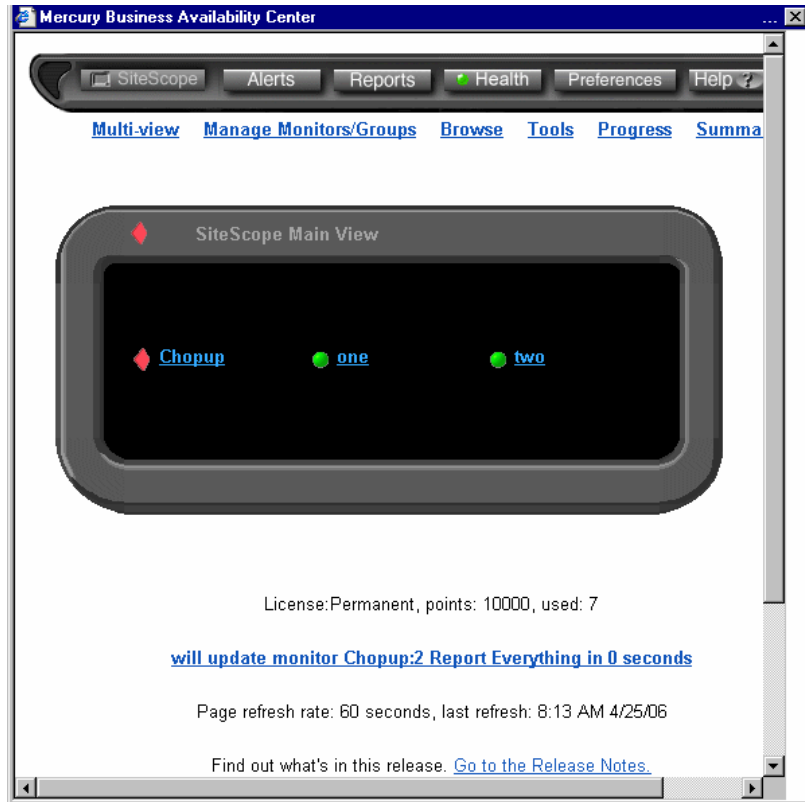 Mercury Business Availability Center ...
SiteScope Alerts Reports Health Preferences Help ?
Multi-view Manage Monitors/Groups Browse Tools Progress Summa
SiteScope Main View
Chopup one two
License:Permanent, points: 10000, used: 7
will update monitor Chopup:2 Report Everything in 0 seconds
Page refresh rate: 60 seconds, last refresh: 8:13 AM 4/25/06
Find out what's in this release. Go to the Release Notes.